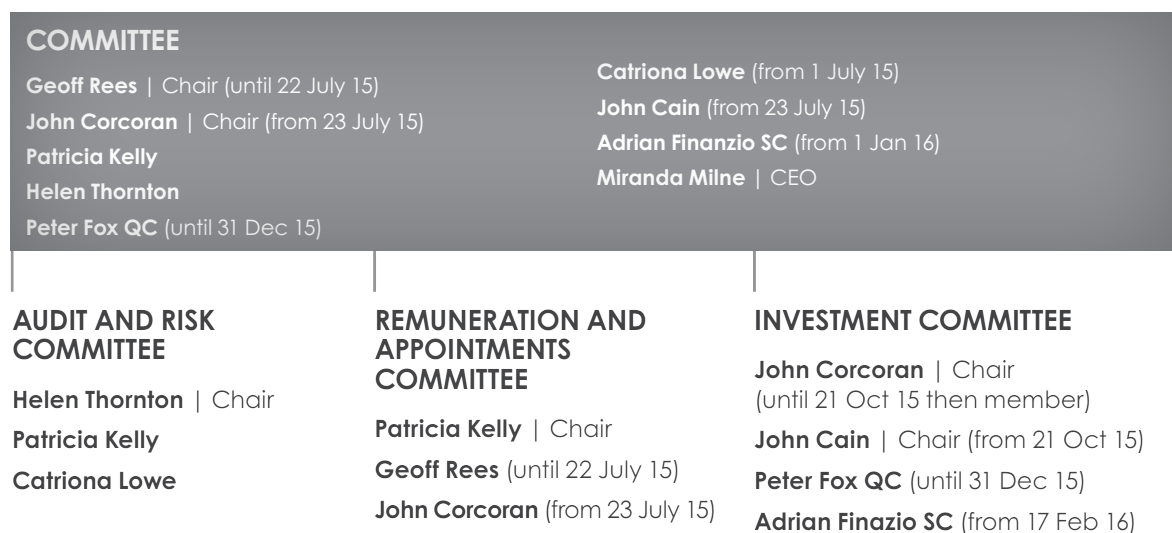 COMMITTEE
Geoff Rees | Chair (until 22 July 15)
John Corcoran | Chair (from 23 July 15)
Patricia Kelly
Helen Thornton
Peter Fox QC (until 31 Dec 15)
Catriona Lowe (from 1 July 15)
John Cain (from 23 July 15)
Adrian Finanzio SC (from 1 Jan 16)
Miranda Milne | CEO
AUDIT AND RISK
COMMITTEE
Helen Thornton | Chair
Patricia Kelly
Catriona Lowe
REMUNERATION AND
APPOINTMENTS
COMMITTEE
Patricia Kelly | Chair
Geoff Rees (until 22 July 15)
John Corcoran (from 23 July 15)
INVESTMENT COMMITTEE
John Corcoran | Chair
(until 21 Oct 15 then member)
John Cain | Chair (from 21 Oct 15)
Peter Fox QC (until 31 Dec 15)
Adrian Finazio SC (from 17 Feb 16)